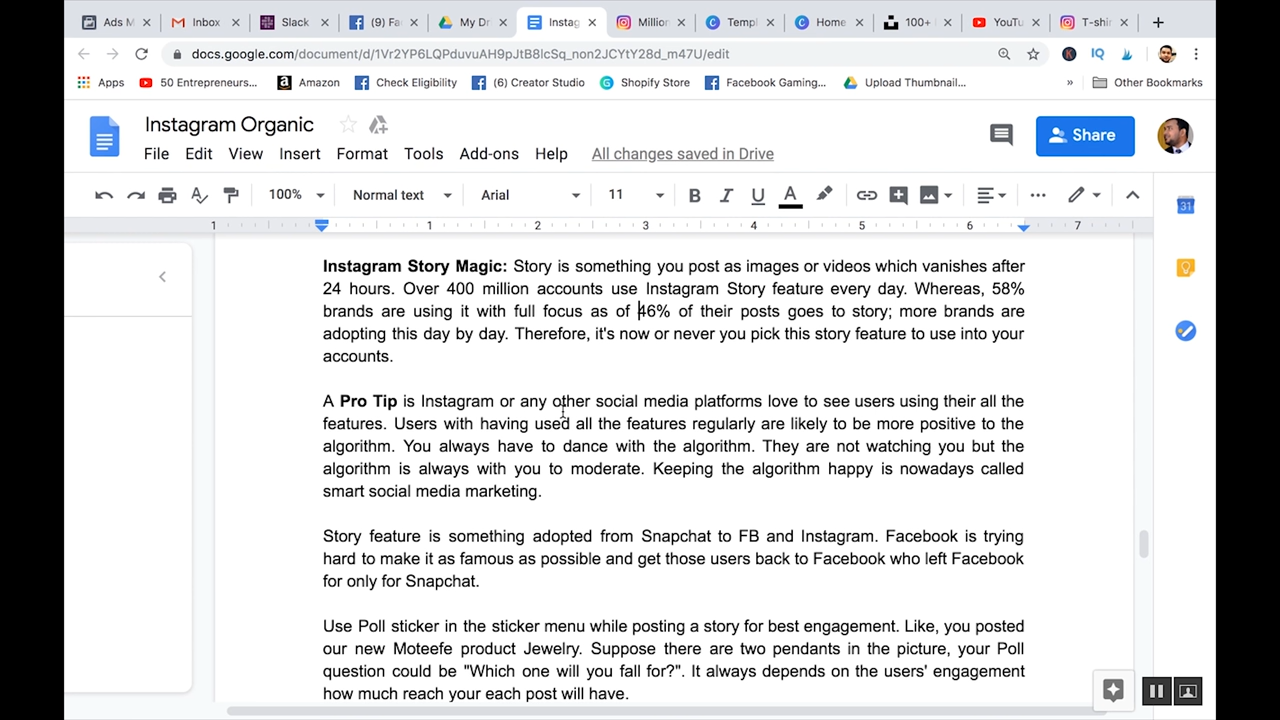 Ads M
Inbox
Slack
(9) Fa
My Dr
Instag
Million
Templ
Home
100+
YouTu
T-shir
docs.google.com/document/d/1Vr2YP6LQPduvuAH9pJtB8lcSq_non2JCYtY28d_m47U/edit
Apps
50 Entrepreneurs...
Amazon
Check Eligibility
(6) Creator Studio
Shopify Store
Facebook Gaming...
Upload Thumbnail...
»
Other Bookmarks
Instagram Organic
File Edit View Insert Format Tools Add-ons Help All changes saved in Drive
Share
100% Normal text Arial 11 B I U A
1 1 2 3 4 5 6 7
31
Instagram Story Magic: Story is something you post as images or videos which vanishes after
24 hours. Over 400 million accounts use Instagram Story feature every day. Whereas, 58%
brands are using it with full focus as of 46% of their posts goes to story; more brands are
adopting this day by day. Therefore, it's now or never you pick this story feature to use into your
accounts.
A Pro Tip is Instagram or any other social media platforms love to see users using their all the
features. Users with having used all the features regularly are likely to be more positive to the
algorithm. You always have to dance with the algorithm. They are not watching you but the
algorithm is always with you to moderate. Keeping the algorithm happy is nowadays called
smart social media marketing.
Story feature is something adopted from Snapchat to FB and Instagram. Facebook is trying
hard to make it as famous as possible and get those users back to Facebook who left Facebook
for only for Snapchat.
Use Poll sticker in the sticker menu while posting a story for best engagement. Like, you posted
our new Moteefe product Jewelry. Suppose there are two pendants in the picture, your Poll
question could be "Which one will you fall for?". It always depends on the users' engagement
how much reach your each post will have.